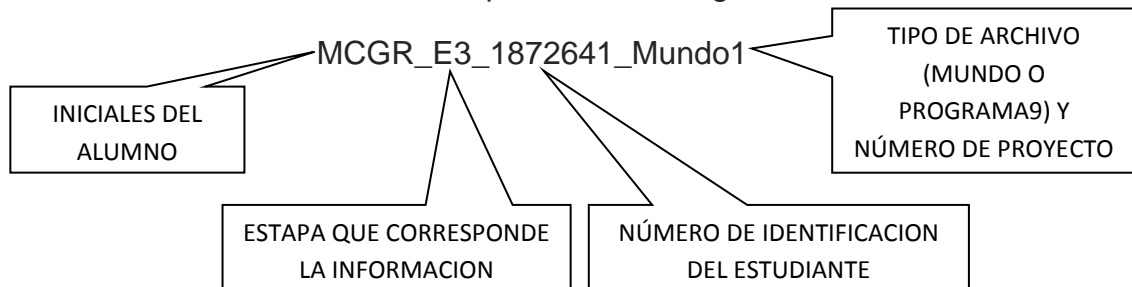 MCGR_E3_1872641_Mundo1
TIPO DE ARCHIVO
(MUNDO O
PROGRAMA9) Y
NÚMERO DE PROYECTO
INICIALES DEL
ALUMNO
ESTAPA QUE CORRESPONDE
LA INFORMACION
NÚMERO DE IDENTIFICACION
DEL ESTUDIANTE